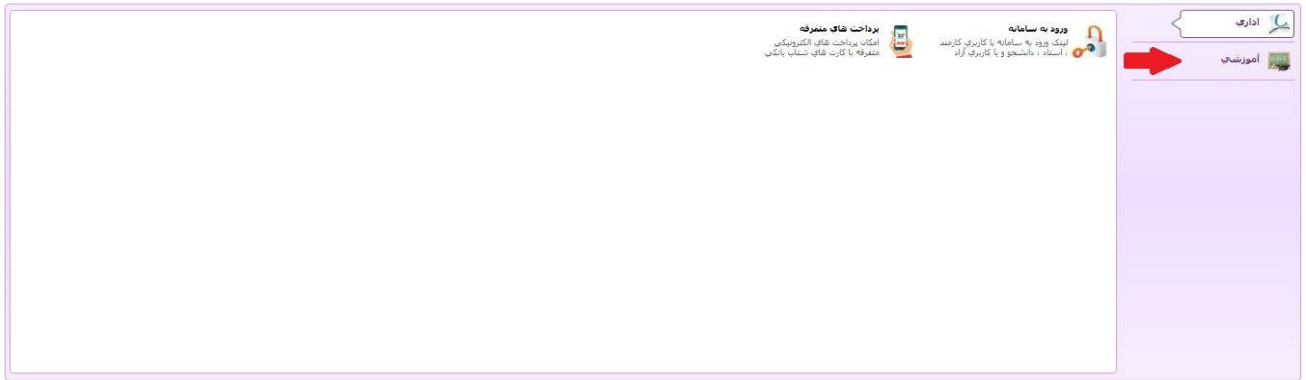 اداری
آموزشي
ورود به سامانه
لینک ورود به سامانه با کاربری کارمند
، استاد ، دانشجو و یا کاربری آزاد
پرداخت های متفرقه
امکان پرداخت های الکترونیکی
متفرقه با کارت های شتاب بانکی